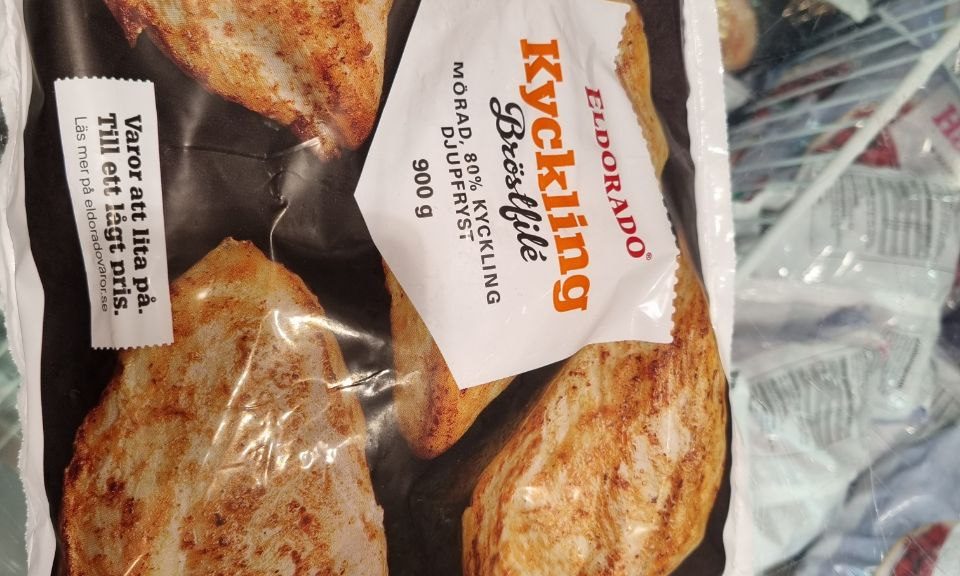 ELDORADO®
Kyckling
Bröstfilé
MÖRAD, 80% KYCKLING
DJUPFRYST
900 g
Varor att lita på.
Till ett lågt pris.
Läs mer på eldoradovaror.se